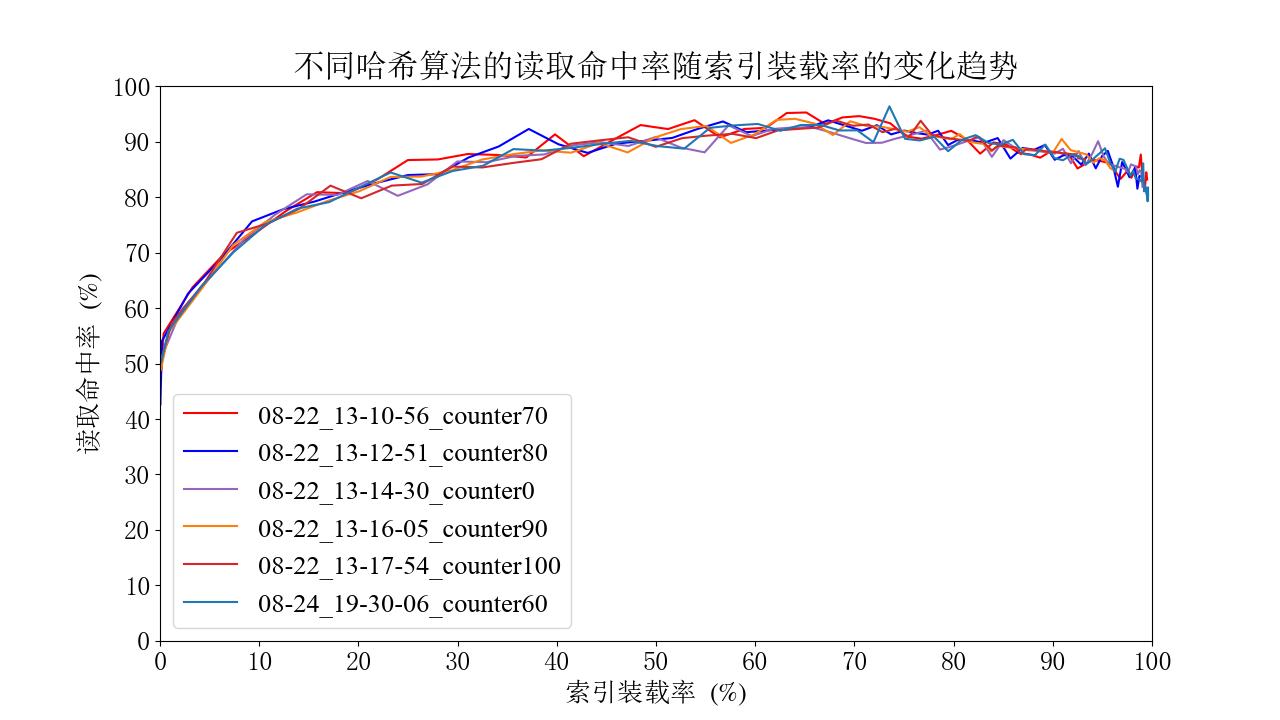 不同哈希算法的读取命中率随索引装载率的变化趋势
读取命中率 (%)
100
90
80
70
60
50
40
30
20
10
0
08-22_13-10-56_counter70
08-22_13-12-51_counter80
08-22_13-14-30_counter0
08-22_13-16-05_counter90
08-22_13-17-54_counter100
08-24_19-30-06_counter60
0 10 20 30 40 50 60 70 80 90 100
索引装载率 (%)